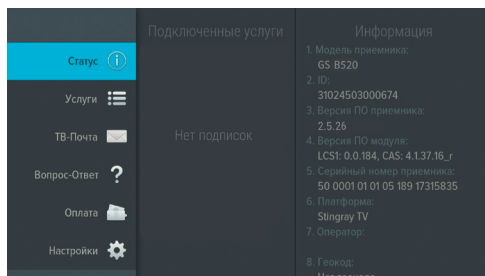 Статус
Услуги
ТВ-Почта
Вопрос-Ответ
Оплата
Настройки
Подключенные услуги
Нет подписок
Информация
1. Модель приемника:
GS B520
2. ID:
31024503000674
3. Версия ПО приемника:
2.5.26
4. Версия ПО модуля:
LCS1: 0.0.184, CAS: 4.1.37.16_r
5. Серийный номер приемника:
50 0001 01 01 05 189 17315835
6. Платформа:
Stingray TV
7. Оператор:
8. Геокод: